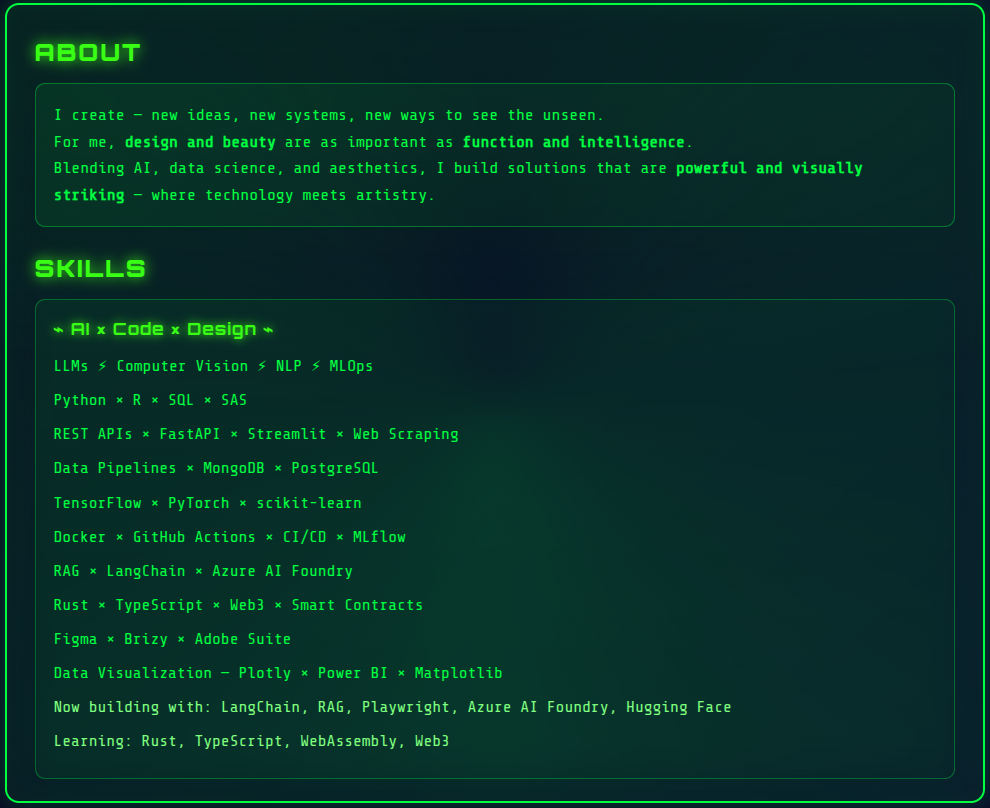 ABOUT
I create — new ideas, new systems, new ways to see the unseen.
For me, design and beauty are as important as function and intelligence.
Blending AI, data science, and aesthetics, I build solutions that are powerful and visually
striking — where technology meets artistry.
SKILLS
⌁ AI × Code × Design ⌁
LLMs ⚡ Computer Vision ⚡ NLP ⚡ MLOps
Python × R × SQL × SAS
REST APIs × FastAPI × Streamlit × Web Scraping
Data Pipelines × MongoDB × PostgreSQL
TensorFlow × PyTorch × scikit-learn
Docker × GitHub Actions × CI/CD × MLflow
RAG × LangChain × Azure AI Foundry
Rust × TypeScript × Web3 × Smart Contracts
Figma × Brizy × Adobe Suite
Data Visualization — Plotly × Power BI × Matplotlib
Now building with: LangChain, RAG, Playwright, Azure AI Foundry, Hugging Face
Learning: Rust, TypeScript, WebAssembly, Web3